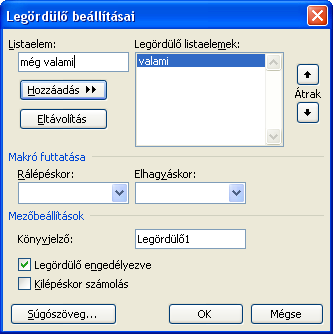 Legördülő beállításai
Listaelem:
Legördülő listaelemek:
még valami
valami
Hozzáadás
Eltávolítás
Átrak
Makró futtatása
Rálépéskor:
Elhagyáskor:
Mezőbeállítások
Könyvjelző:
Legördülő1
Legördülő engedélyezve
Kilépéskor számolás
Súgószöveg...
OK
Mégse